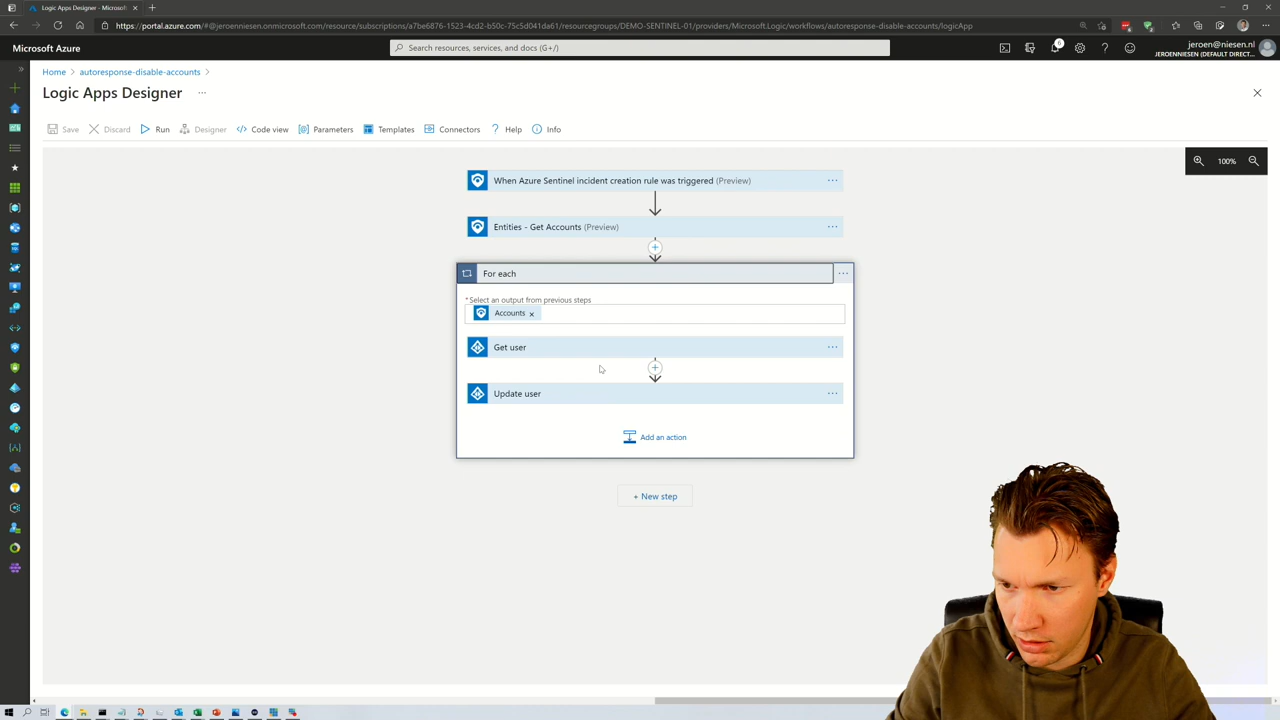 Logic Apps Designer - Microsof
https://portal.azure.com/#@jeroenniesen.onmicrosoft.com/resource/subscriptions/a7be6876-1523-4cd2-b50c-75c5d041da61/resourcegroups/DEMO-SENTINEL-01/providers/Microsoft.Logic/workflows/autoresponse-disable-accounts/logicApp
Microsoft Azure
Search resources, services, and docs (G+/)
6
jeroen@niesen.nl
JEROENNIESEN (DEFAULT DIRECT...
Home > autoresponse-disable-accounts >
Logic Apps Designer ...
Save Discard Run Designer Code view Parameters Templates Connectors Help Info
100%
When Azure Sentinel incident creation rule was triggered (Preview) ...
Entities - Get Accounts (Preview) ...
For each ...
*Select an output from previous steps
Accounts ×
Get user ...
Update user ...
Add an action
+ New step